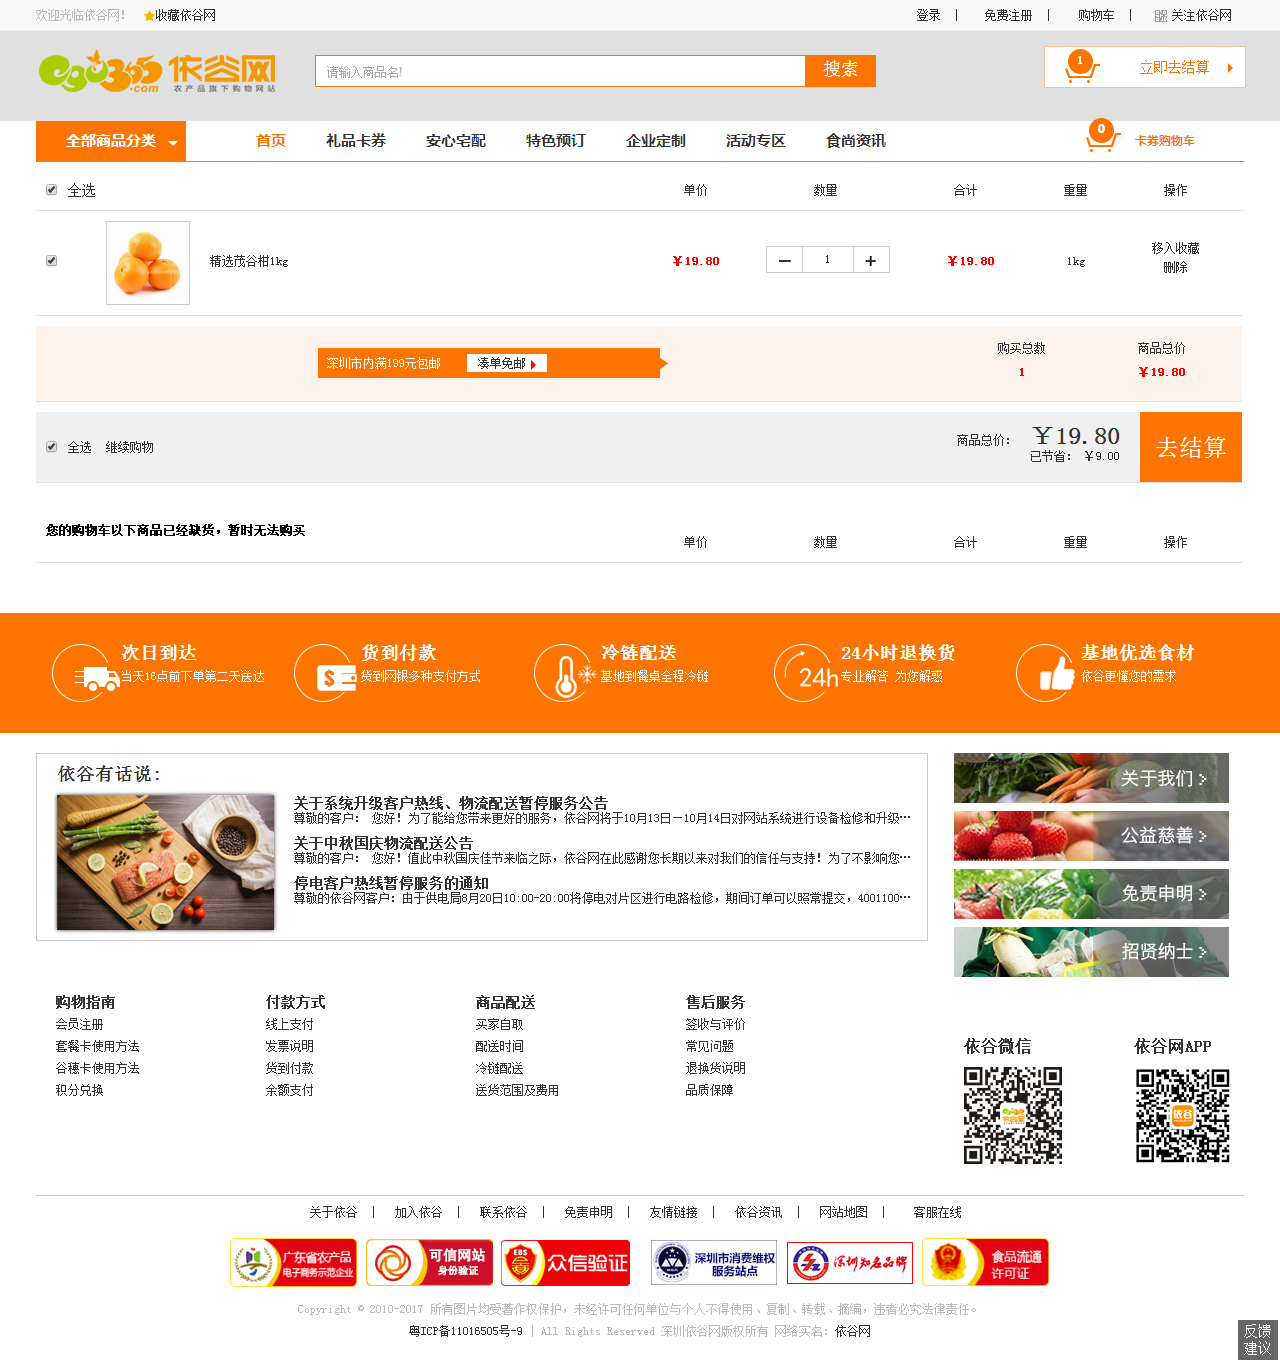 欢迎光临依谷网! 收藏依谷网 登录 | 免费注册 | 购物车 | 关注依谷网
ego365.com 依谷网 农产品旗下购物网站 请输入商品名! 搜索 1 立即去结算
全部商品分类 首页 礼品卡券 安心宅配 特色预订 企业定制 活动专区 食尚资讯 0 卡券购物车
全选 单价 数量 合计 重量 操作
精选茂谷柑1kg ￥19.80 − 1 + ￥19.80 1kg 移入收藏
删除
深圳市内满199元包邮 凑单免邮 购买总数 商品总价
1 ￥19.80
全选 继续购物 商品总价: ￥19.80 去结算
已节省: ￥9.00
您的购物车以下商品已经缺货，暂时无法购买
单价 数量 合计 重量 操作
次日到达 货到付款 冷链配送 24小时退换货 基地优选食材
当天16点前下单第二天送达 $ 货到网银多种支付方式 基地到餐桌全程冷链 24h 专业解答 为您解惑 依谷更懂您的需求
依谷有话说:
关于系统升级客户热线、物流配送暂停服务公告
尊敬的客户: 您好! 为了能给您带来更好的服务, 依谷网将于10月13日－10月14日对网站系统进行设备检修和升级…
关于中秋国庆物流配送公告
尊敬的客户: 您好! 值此中秋国庆佳节来临之际, 依谷网在此感谢您长期以来对我们的信任与支持! 为了不影响您…
停电客户热线暂停服务的通知
尊敬的依谷网客户: 由于供电局8月20日10:00-20:00将停电对片区进行电路检修, 期间订单可以照常提交, 4001100…
关于我们
公益慈善
免责申明
招贤纳士
购物指南 付款方式 商品配送 售后服务
会员注册 线上支付 买家自取 签收与评价
套餐卡使用方法 发票说明 配送时间 常见问题
谷穗卡使用方法 货到付款 冷链配送 退换货说明
积分兑换 余额支付 送货范围及费用 品质保障
依谷微信 依谷网APP
依谷网 依谷
关于依谷 | 加入依谷 | 联系依谷 | 免责申明 | 友情链接 | 依谷资讯 | 网站地图 | 客服在线
广东省农产品 可信网站 EBS 众信验证 深圳市消费维权 深圳知名品牌 食品流通
电子商务示范企业 身份验证 服务站点 许可证
Copyright © 2010-2017 所有图片均受著作权保护, 未经许可任何单位与个人不得使用、复制、转载、摘编, 违者必究法律责任。
粤ICP备11016505号-9 | All Rights Reserved 深圳依谷网版权所有 网络实名: 依谷网
反馈
建议